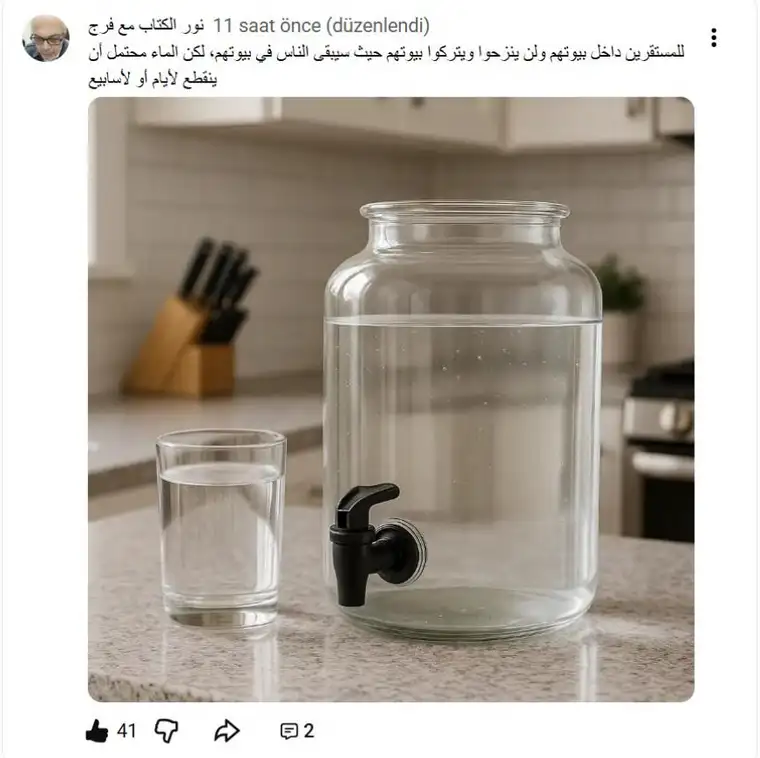 نور الكتاب مع فرج 11 saat önce (düzenlendi)
للمستقرين داخل بيوتهم ولن ينزحوا ويتركوا بيوتهم حيث سيبقى الناس في بيوتهم، لكن الماء محتمل أن
ينقطع لأيام أو لأسابيع
41 2